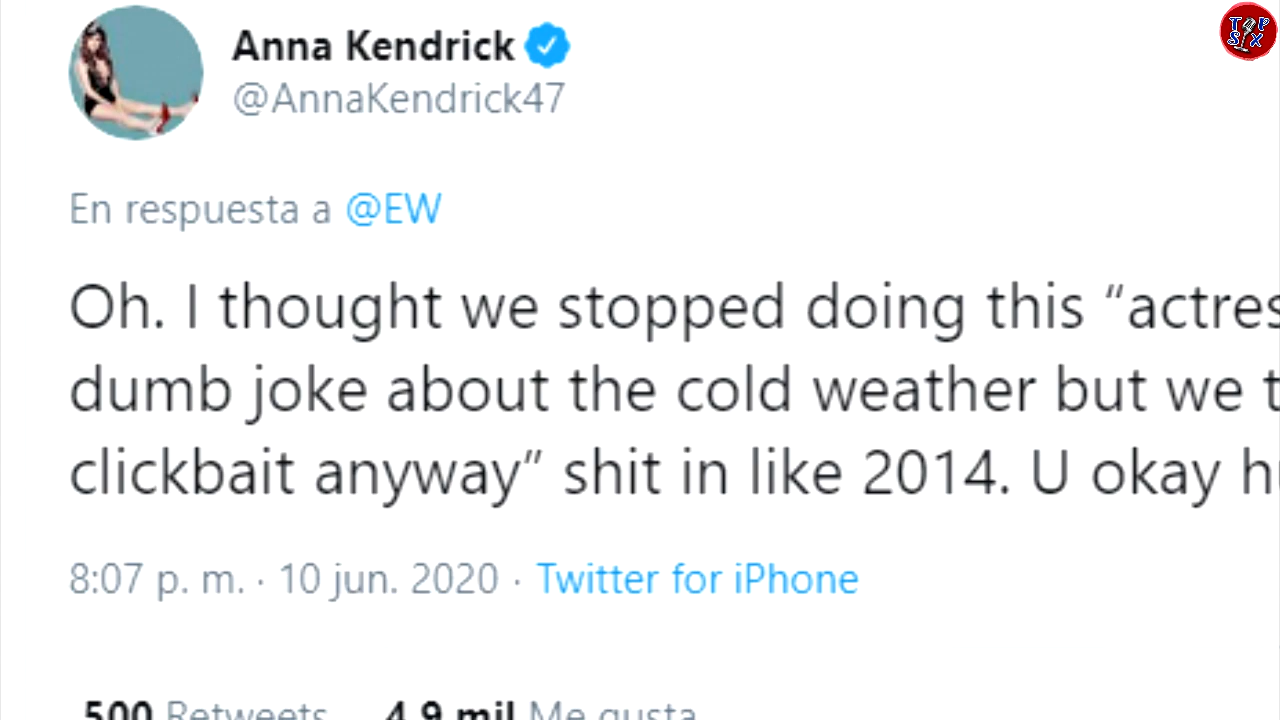 TOP
SIX
Anna Kendrick
@AnnaKendrick47
En respuesta a @EW
Oh. I thought we stopped doing this “actres
dumb joke about the cold weather but we t
clickbait anyway” shit in like 2014. U okay h
8:07 p. m. · 10 jun. 2020 · Twitter for iPhone
500 Retweets 4,9 mil Me gusta